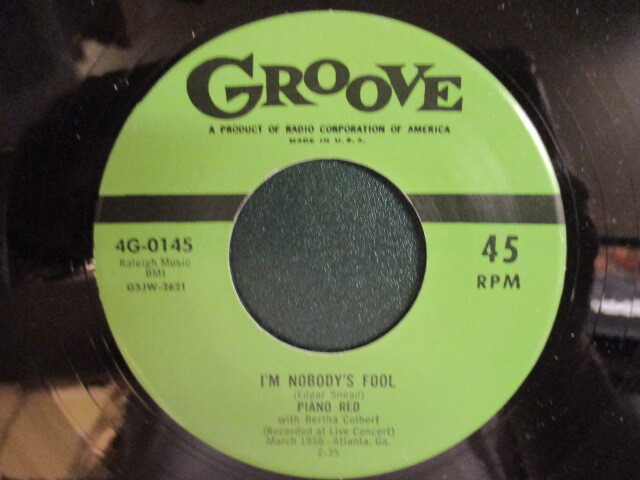 GROOVE
A PRODUCT OF RADIO CORPORATION OF AMERICA
MADE IN U.S.A.
4G-0145
Raleigh Music
BMI
G5JW-2621
45
RPM
I'M NOBODY'S FOOL
(Edgar Snead)
PIANO RED
with Bertha Colbert
(Recorded at Live Concert)
March 1956—Atlanta, Ga.
2:35